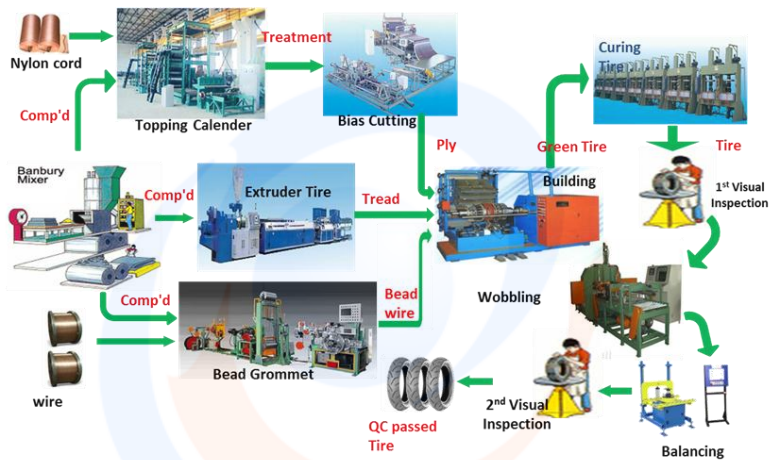 Nylon cord
Comp'd
Topping Calender
Treatment
Bias Cutting
Curing
Tire
Ply
Green Tire
Tire
Banbury
Mixer
Comp'd
Extruder Tire
Tread
Building
1st Visual
Inspection
Comp'd
Bead
wire
Wobbling
wire
Bead Grommet
QC passed
Tire
2nd Visual
Inspection
Balancing